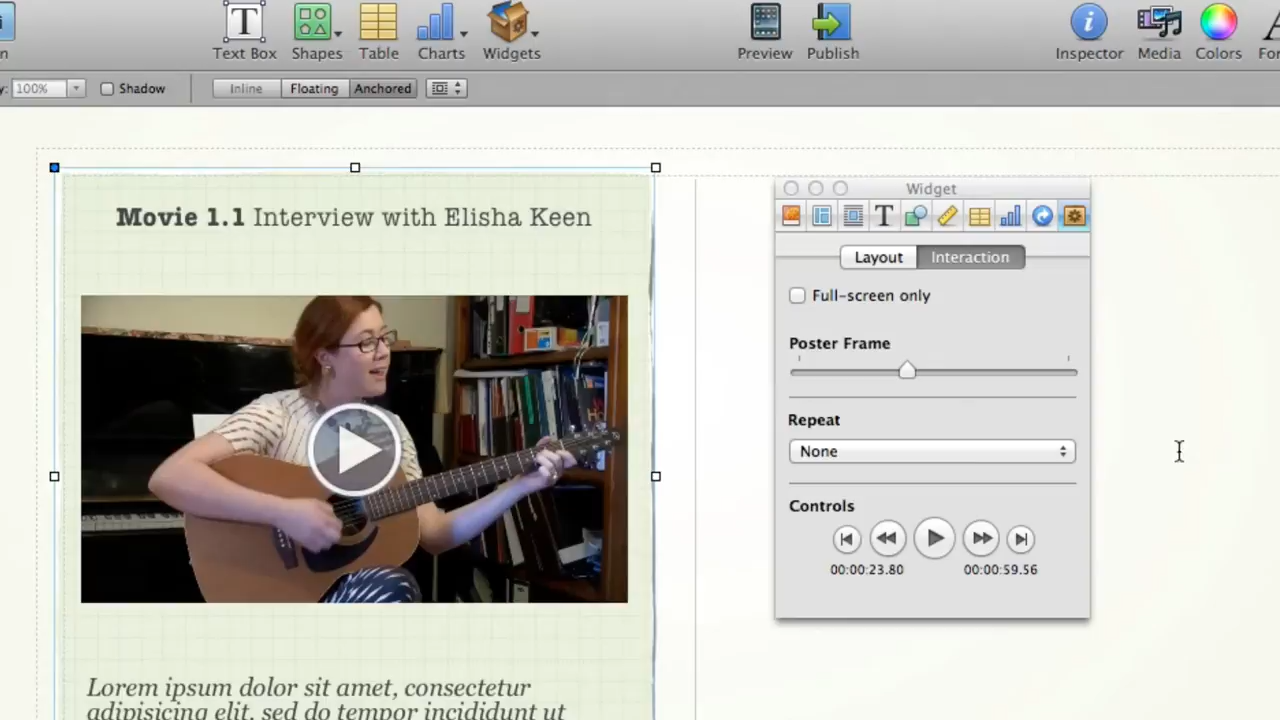 Text Box
Shapes
Table
Charts
Widgets
Preview
Publish
Inspector
Media
Colors
100%
Shadow
Inline
Floating
Anchored
Movie 1.1 Interview with Elisha Keen
Lorem ipsum dolor sit amet, consectetur
adipisicing elit, sed do tempor incididunt ut
Widget
T
Layout
Interaction
Full-screen only
Poster Frame
Repeat
None
Controls
00:00:23.80
00:00:59.56